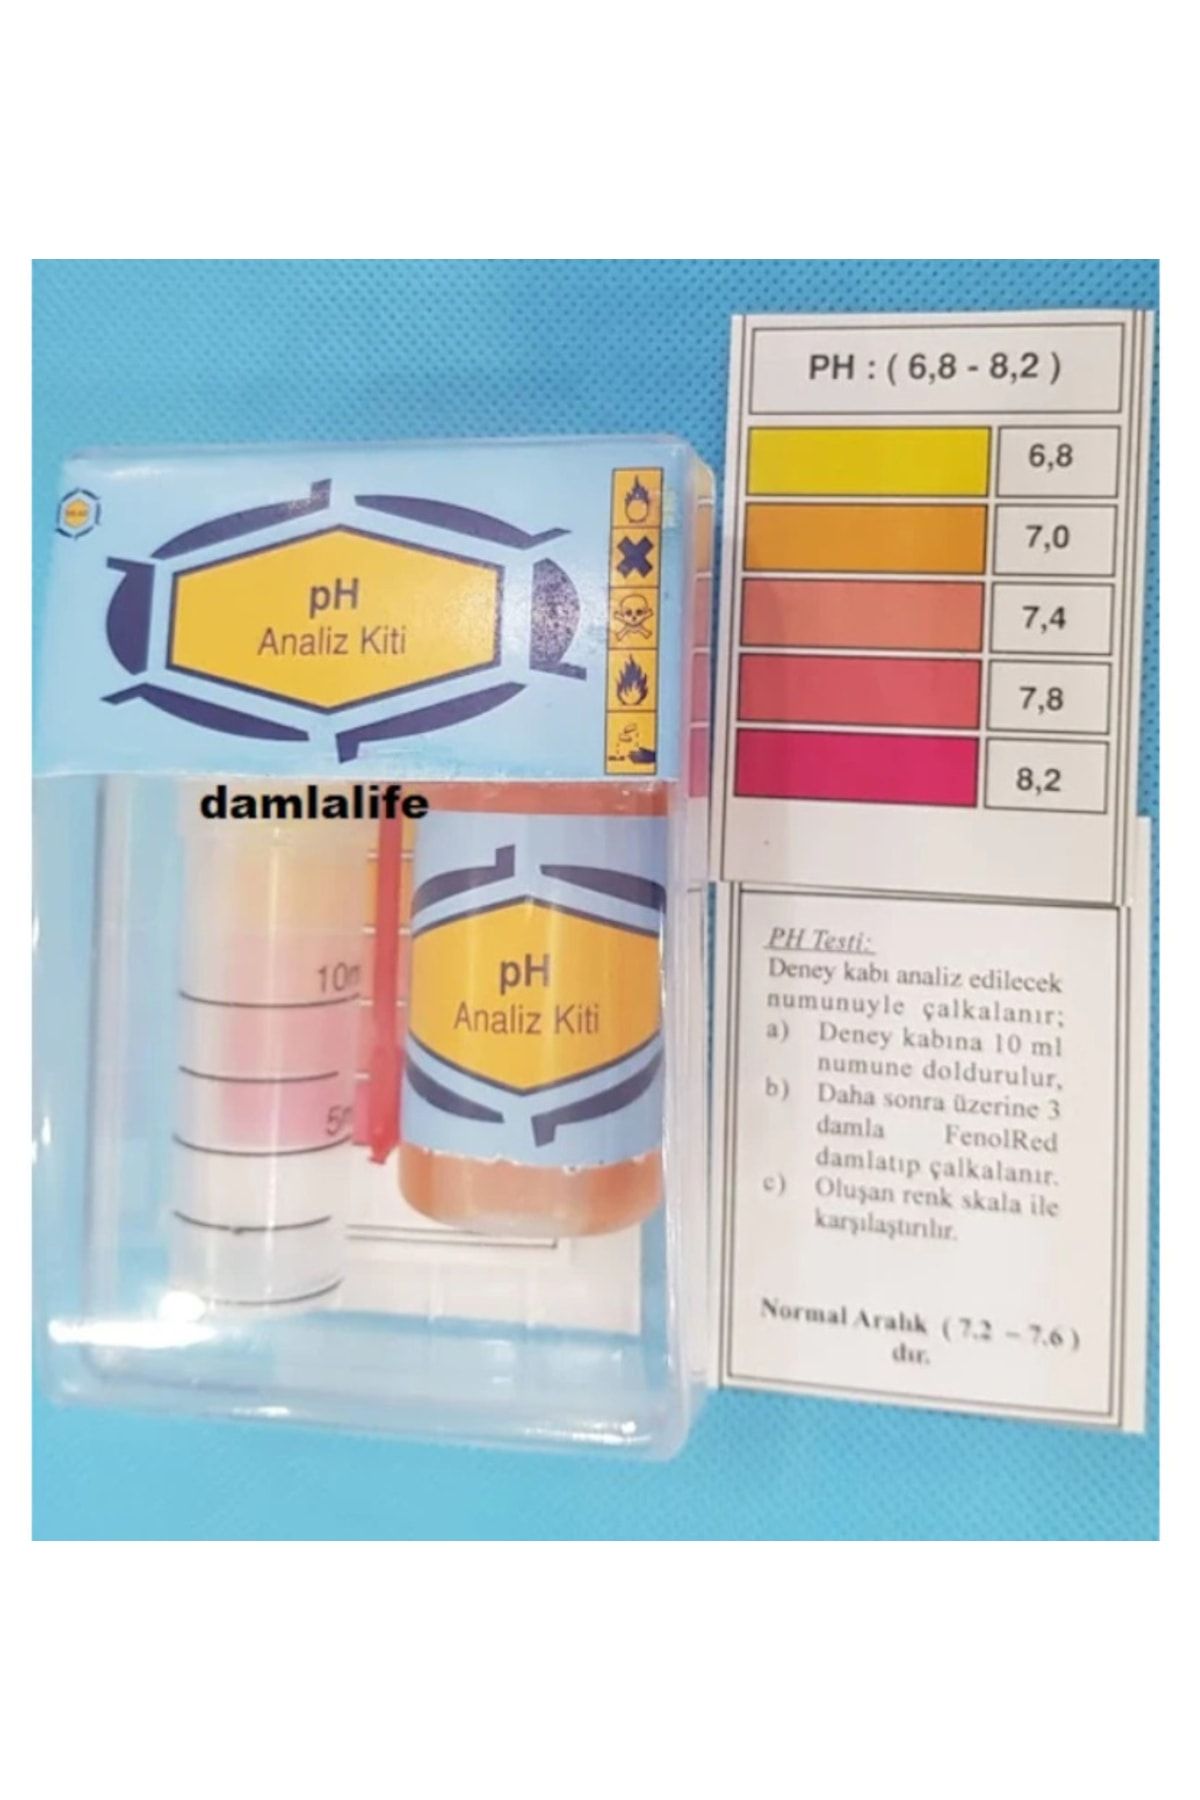 PH : ( 6,8 - 8,2 )
6,8
7,0
7,4
7,8
8,2
pH
Analiz Kiti
damlalife
10m
5m
pH
Analiz Kiti
PH Testi:
Deney kabı analiz edilecek
numunuyle çalkalanır;
a) Deney kabına 10 ml
numune doldurulur,
b) Daha sonra üzerine 3
damla FenolRed
damlatıp çalkalanır.
c) Oluşan renk skala ile
karşılaştırılır.
Normal Aralık ( 7.2 – 7.6 )
dır.